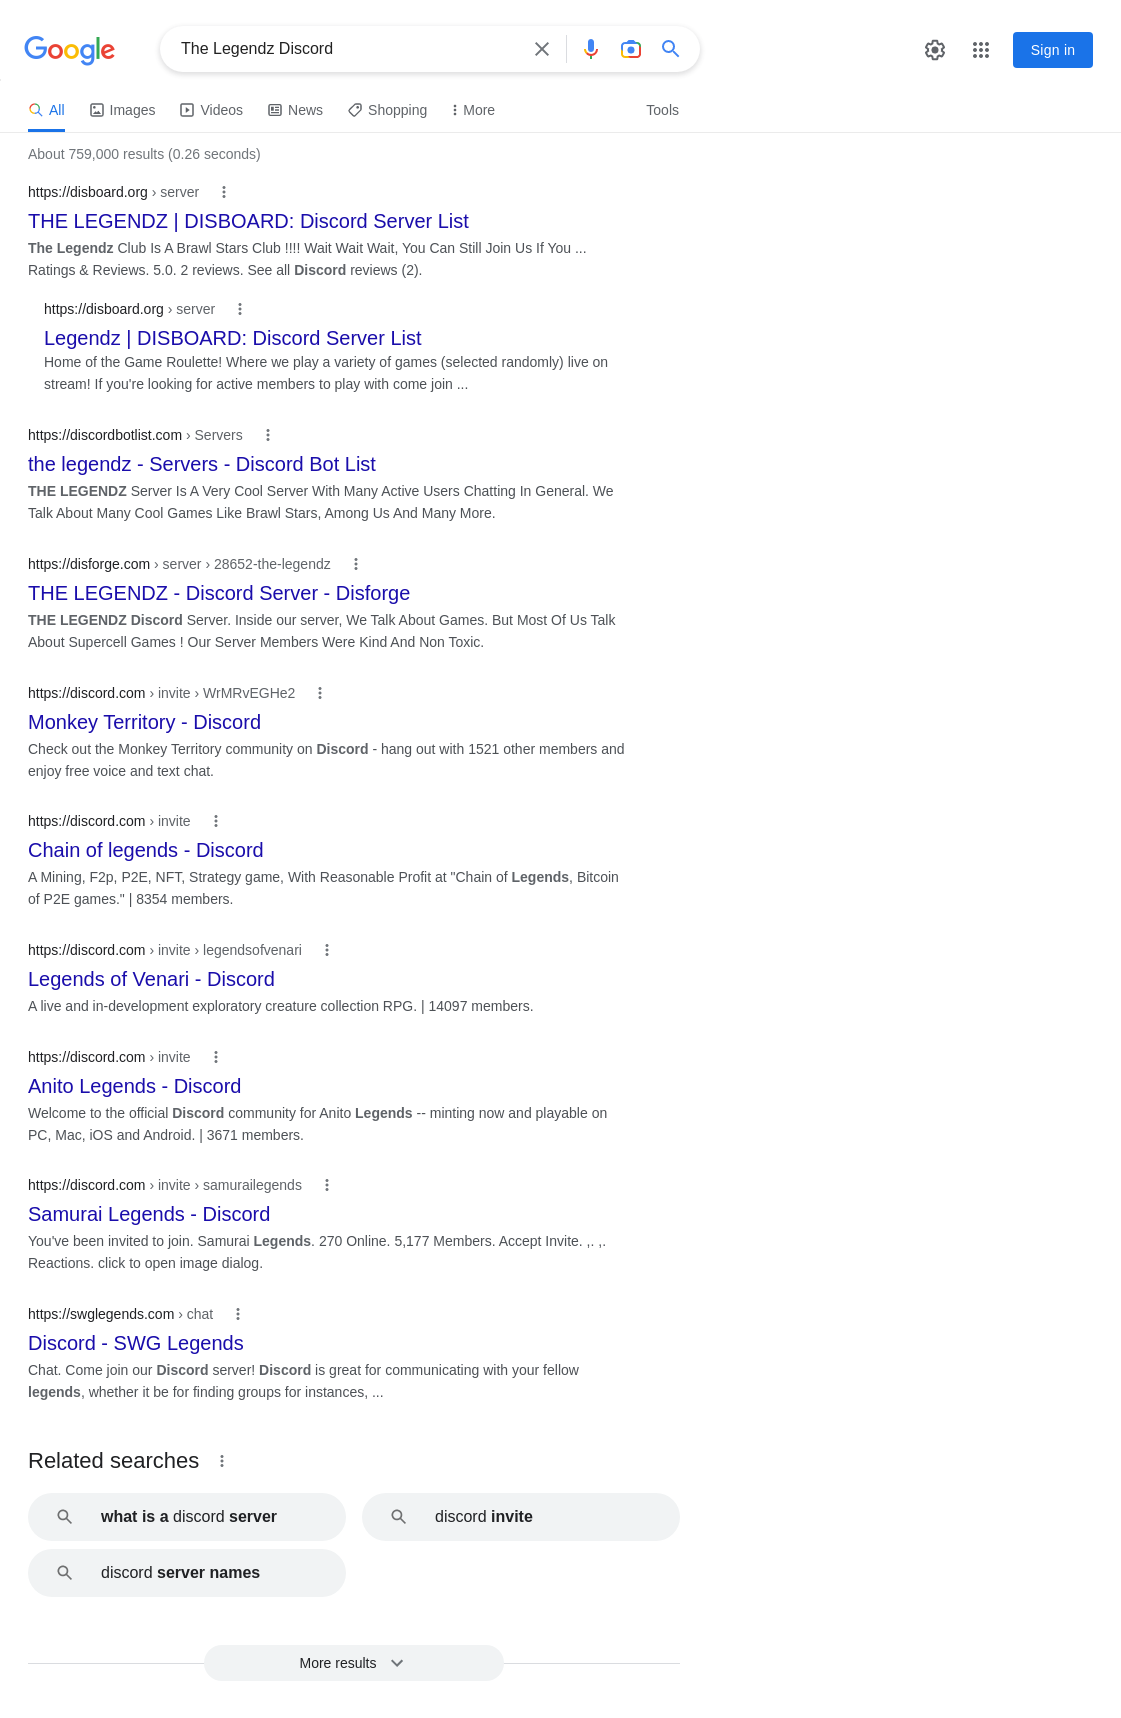 Google
The Legendz Discord
Sign in
All
Images
Videos
News
Shopping
More
Tools
About 759,000 results (0.26 seconds)
https://disboard.org › server
THE LEGENDZ | DISBOARD: Discord Server List
The Legendz Club Is A Brawl Stars Club !!!! Wait Wait Wait, You Can Still Join Us If You ...
Ratings & Reviews. 5.0. 2 reviews. See all Discord reviews (2).
https://disboard.org › server
Legendz | DISBOARD: Discord Server List
Home of the Game Roulette! Where we play a variety of games (selected randomly) live on
stream! If you're looking for active members to play with come join ...
https://discordbotlist.com › Servers
the legendz - Servers - Discord Bot List
THE LEGENDZ Server Is A Very Cool Server With Many Active Users Chatting In General. We
Talk About Many Cool Games Like Brawl Stars, Among Us And Many More.
https://disforge.com › server › 28652-the-legendz
THE LEGENDZ - Discord Server - Disforge
THE LEGENDZ Discord Server. Inside our server, We Talk About Games. But Most Of Us Talk
About Supercell Games ! Our Server Members Were Kind And Non Toxic.
https://discord.com › invite › WrMRvEGHe2
Monkey Territory - Discord
Check out the Monkey Territory community on Discord - hang out with 1521 other members and
enjoy free voice and text chat.
https://discord.com › invite
Chain of legends - Discord
A Mining, F2p, P2E, NFT, Strategy game, With Reasonable Profit at "Chain of Legends, Bitcoin
of P2E games." | 8354 members.
https://discord.com › invite › legendsofvenari
Legends of Venari - Discord
A live and in-development exploratory creature collection RPG. | 14097 members.
https://discord.com › invite
Anito Legends - Discord
Welcome to the official Discord community for Anito Legends -- minting now and playable on
PC, Mac, iOS and Android. | 3671 members.
https://discord.com › invite › samurailegends
Samurai Legends - Discord
You've been invited to join. Samurai Legends. 270 Online. 5,177 Members. Accept Invite. ,. ,.
Reactions. click to open image dialog.
https://swglegends.com › chat
Discord - SWG Legends
Chat. Come join our Discord server! Discord is great for communicating with your fellow
legends, whether it be for finding groups for instances, ...
Related searches
what is a discord server
discord invite
discord server names
More results